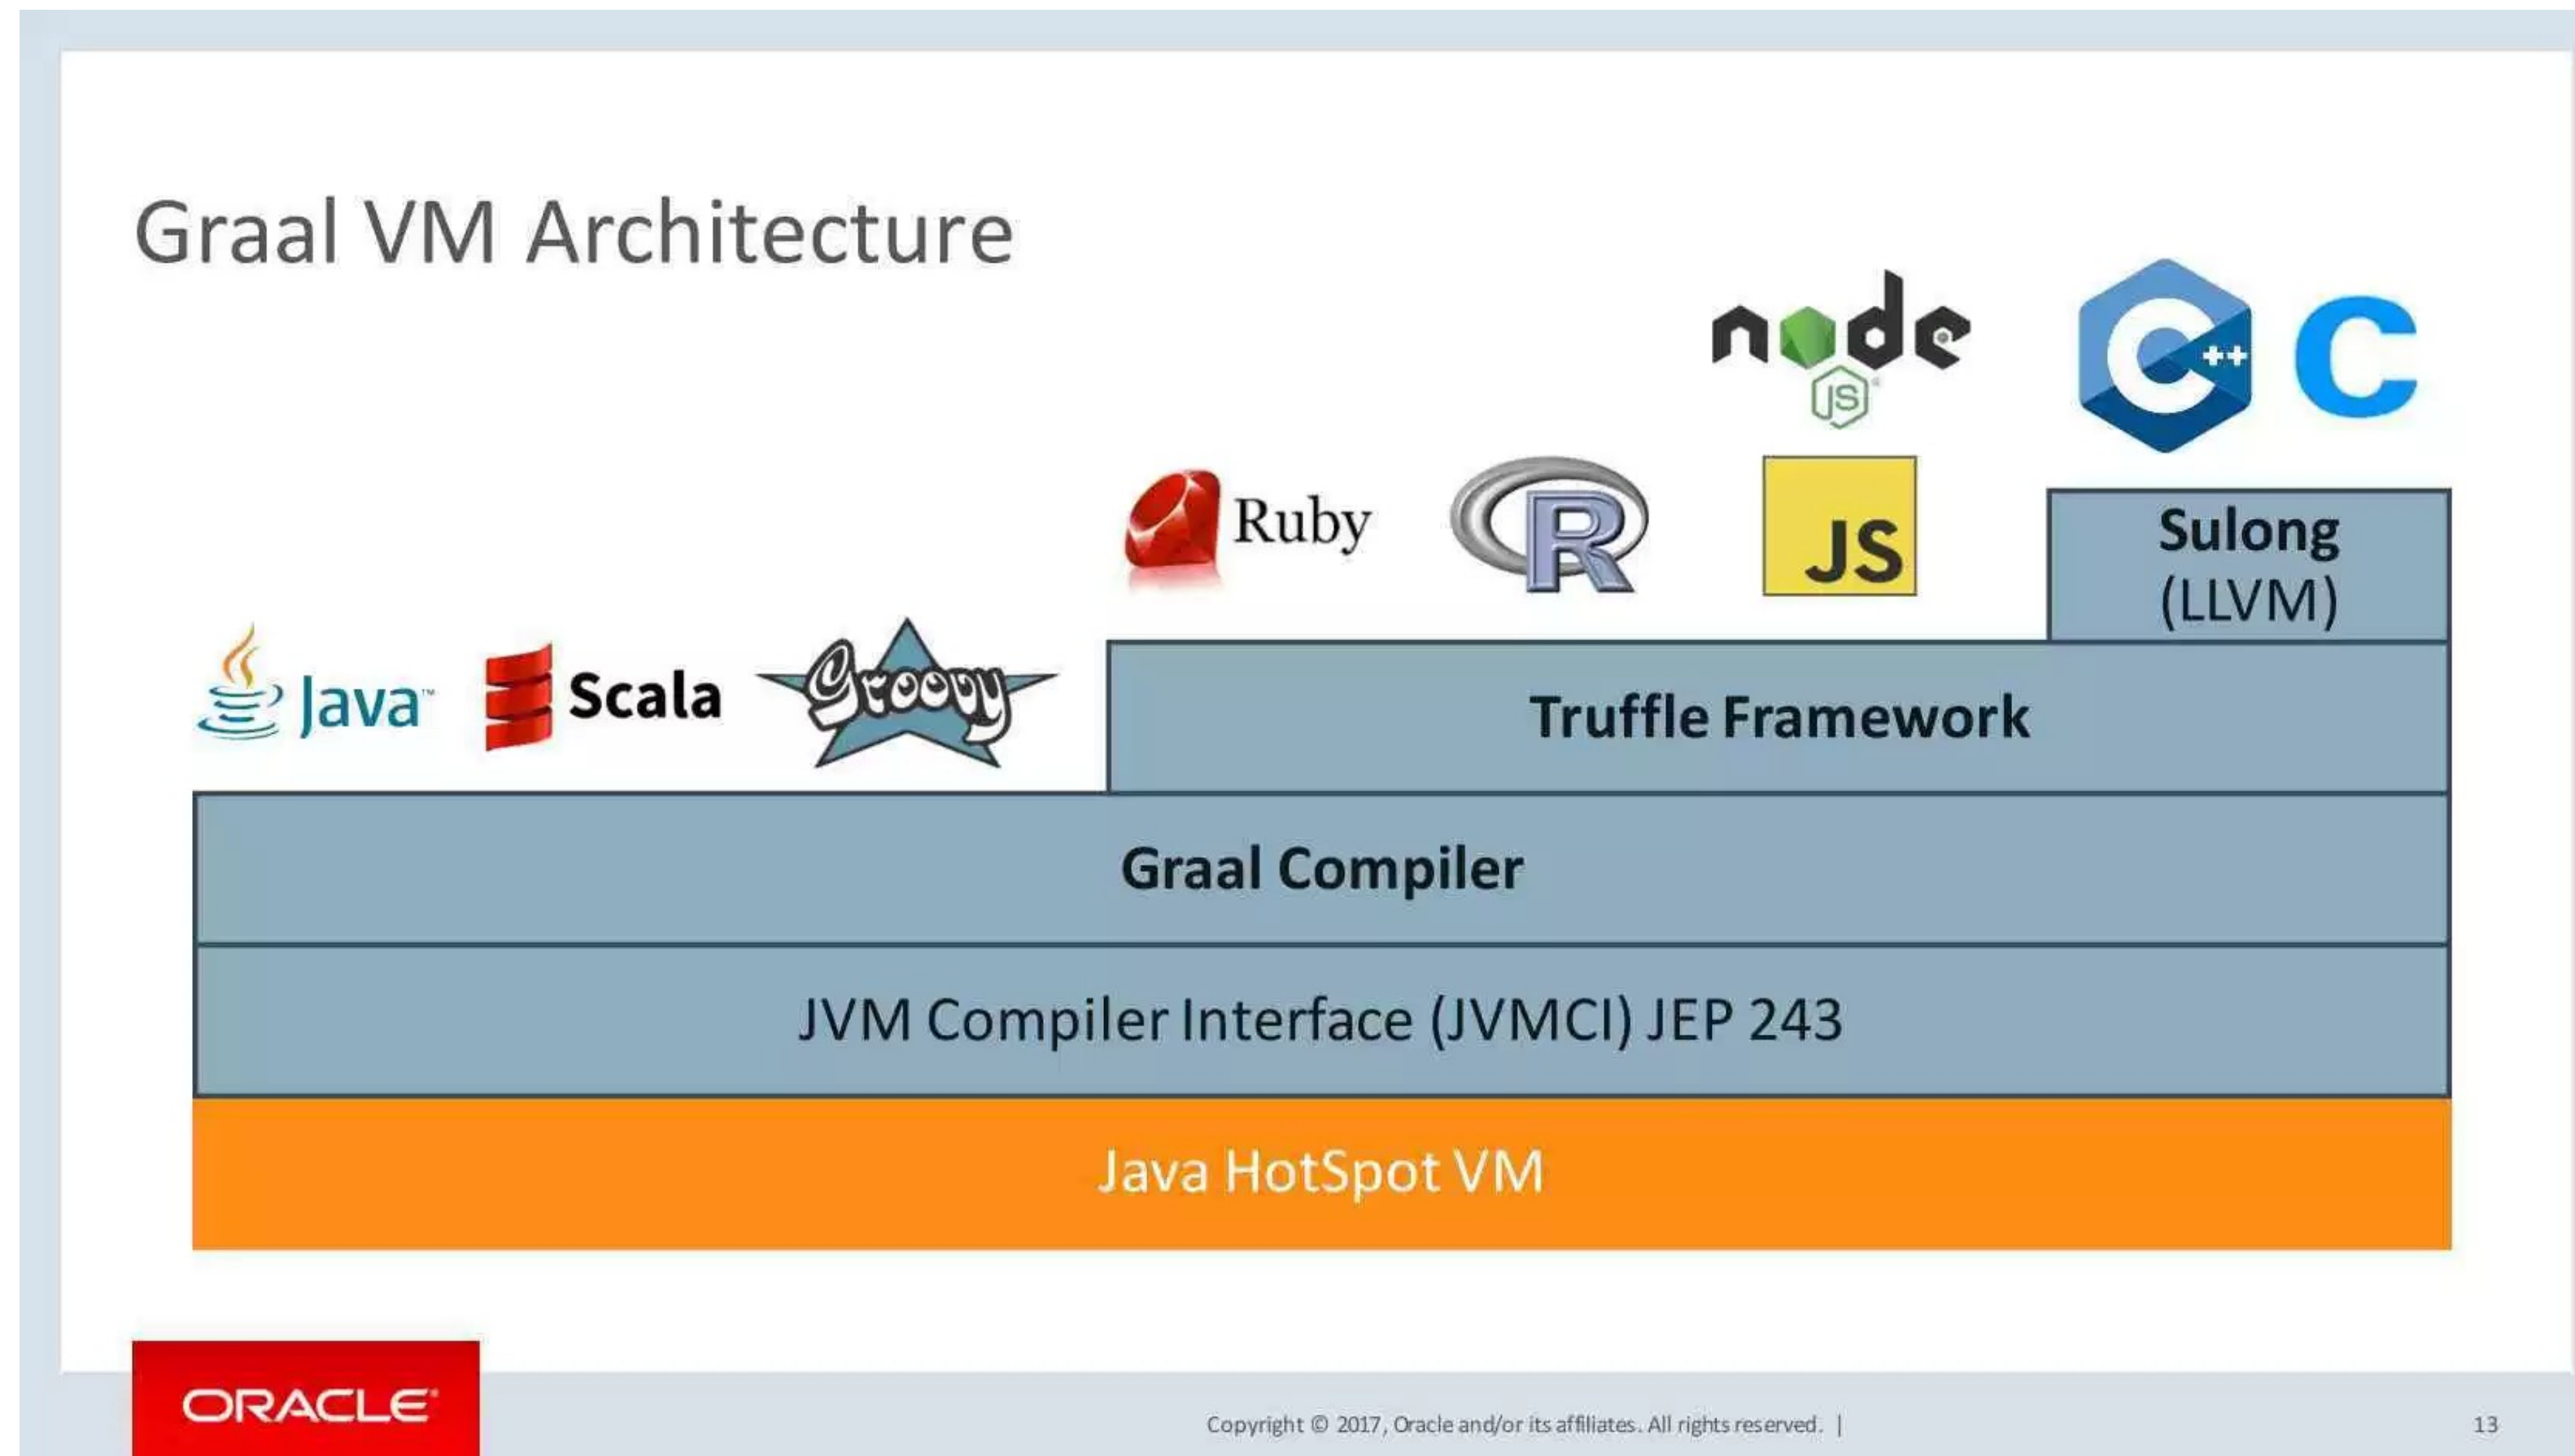 Graal VM Architecture
node
JS
C++
C
Ruby
R
JS
Sulong
(LLVM)
Java™
Scala
Groovy
Truffle Framework
Graal Compiler
JVM Compiler Interface (JVMCI) JEP 243
Java HotSpot VM
ORACLE®
Copyright © 2017, Oracle and/or its affiliates. All rights reserved. |
13